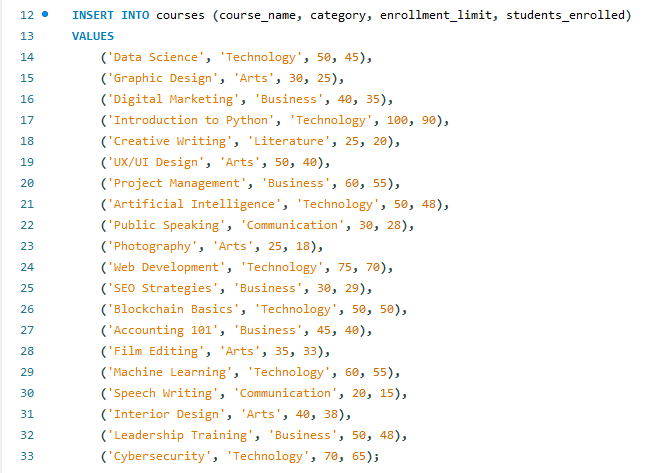 12 INSERT INTO courses (course_name, category, enrollment_limit, students_enrolled)
13 VALUES
14 ('Data Science', 'Technology', 50, 45),
15 ('Graphic Design', 'Arts', 30, 25),
16 ('Digital Marketing', 'Business', 40, 35),
17 ('Introduction to Python', 'Technology', 100, 90),
18 ('Creative Writing', 'Literature', 25, 20),
19 ('UX/UI Design', 'Arts', 50, 40),
20 ('Project Management', 'Business', 60, 55),
21 ('Artificial Intelligence', 'Technology', 50, 48),
22 ('Public Speaking', 'Communication', 30, 28),
23 ('Photography', 'Arts', 25, 18),
24 ('Web Development', 'Technology', 75, 70),
25 ('SEO Strategies', 'Business', 30, 29),
26 ('Blockchain Basics', 'Technology', 50, 50),
27 ('Accounting 101', 'Business', 45, 40),
28 ('Film Editing', 'Arts', 35, 33),
29 ('Machine Learning', 'Technology', 60, 55),
30 ('Speech Writing', 'Communication', 20, 15),
31 ('Interior Design', 'Arts', 40, 38),
32 ('Leadership Training', 'Business', 50, 48),
33 ('Cybersecurity', 'Technology', 70, 65);